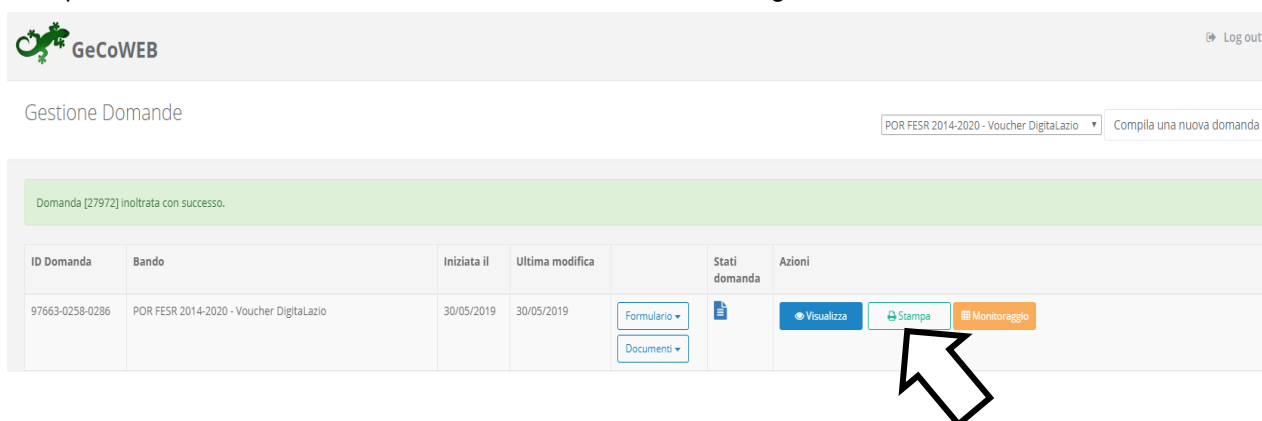 GeCoWEB
Log out
Gestione Domande
POR FESR 2014-2020 - Voucher DigitaLazio
Compila una nuova domanda
Domanda [27972] inoltrata con successo.
ID Domanda Bando Iniziata il Ultima modifica Stati domanda Azioni
97663-0258-0286 POR FESR 2014-2020 - Voucher DigitaLazio 30/05/2019 30/05/2019 Formulario Visualizza Stampa Monitoraggio
Documenti